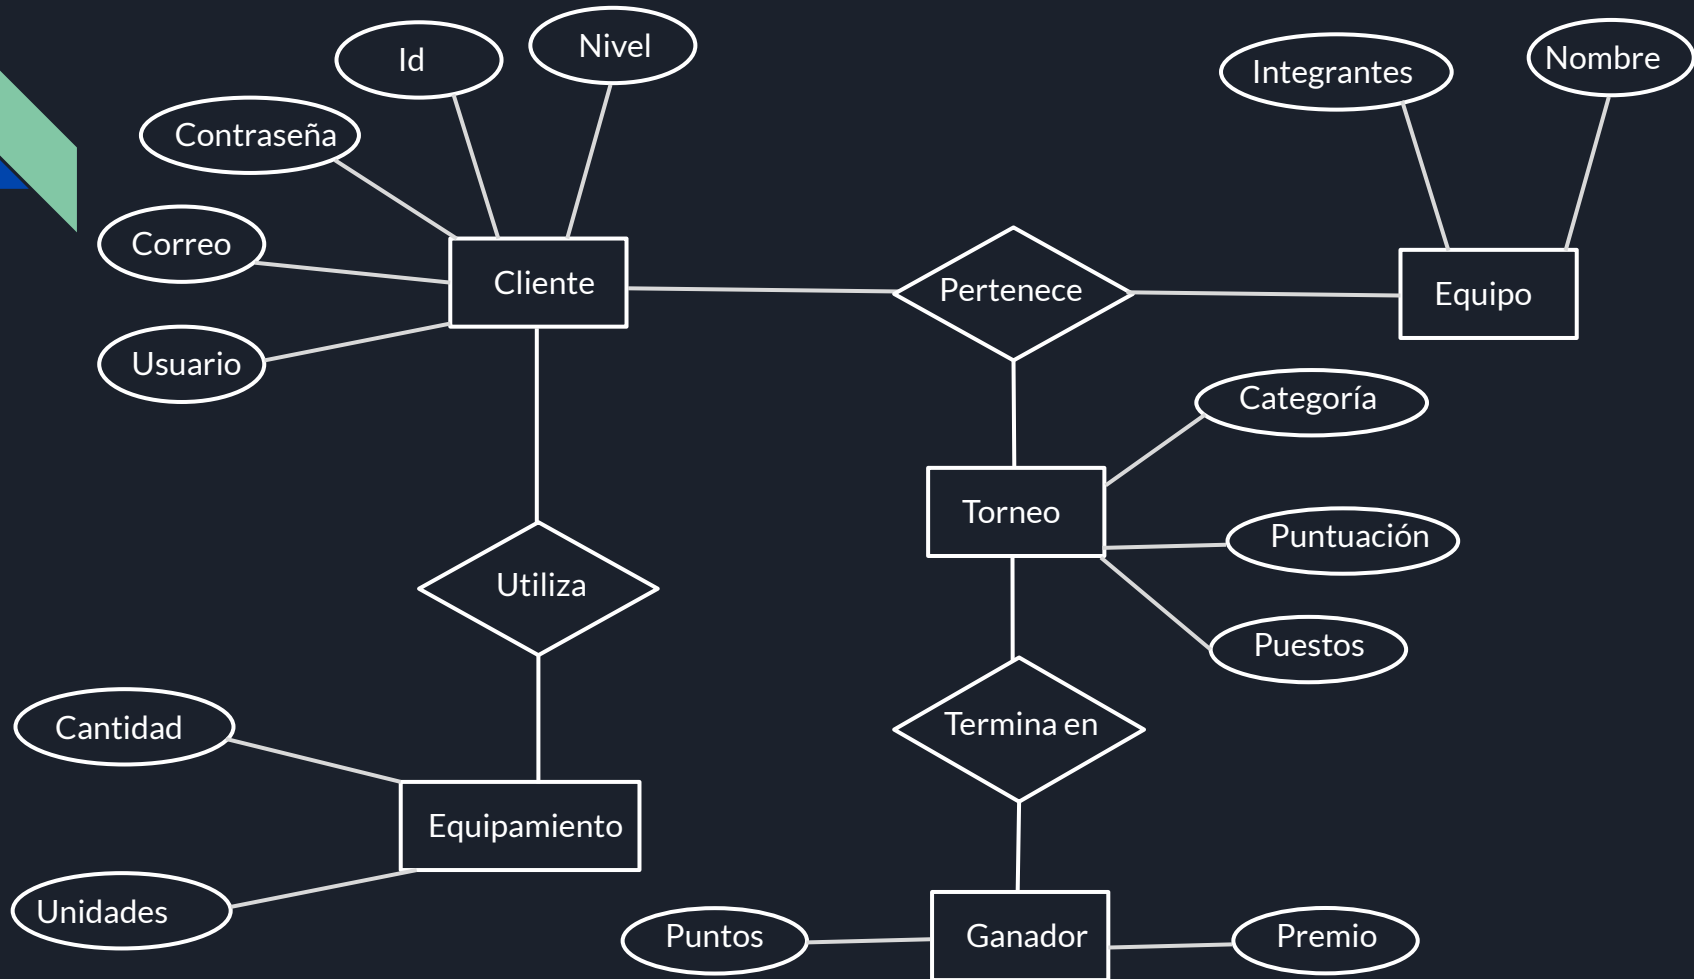 Nivel
Id
Integrantes
Nombre
Contraseña
Correo
Cliente
Pertenece
Equipo
Usuario
Categoría
Torneo
Puntuación
Utiliza
Puestos
Cantidad
Termina en
Equipamiento
Unidades
Puntos
Ganador
Premio